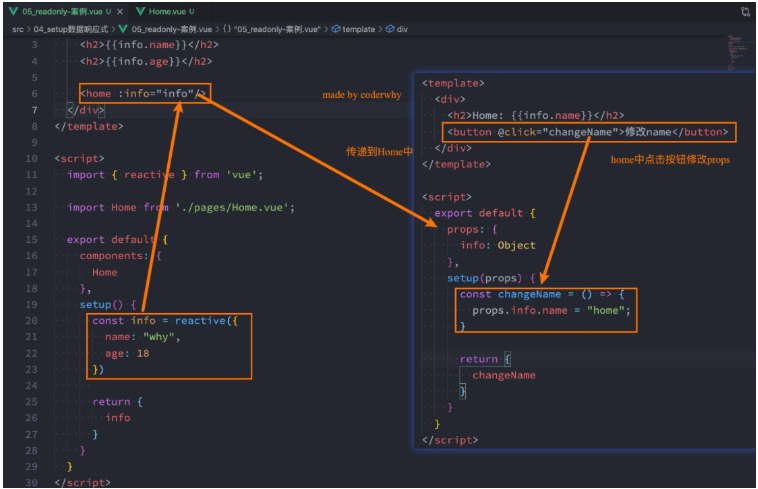 05_readonly-案例.vue U ×
Home.vue U
src > 04_setup数据响应式 > 05_readonly-案例.vue > {} "05_readonly-案例.vue" > template > div
3 <h2>{{info.name}}</h2>
4 <h2>{{info.age}}</h2>
5
6 <home :info="info"/>
7 </div>
8 </template>
9
10 <script>
11 import { reactive } from 'vue';
12
13 import Home from './pages/Home.vue';
14
15 export default {
16 components: {
17 Home
18 },
19 setup() {
20 const info = reactive({
21 name: "why",
22 age: 18
23 })
24
25 return {
26 info
27 }
28 }
29 }
30 </script>
made by coderwhy
传递到Home中
<template>
<div>
<h2>Home: {{info.name}}</h2>
<button @click="changeName">修改name</button>
</div>
</template>
home中点击按钮修改props
<script>
export default {
props: {
info: Object
},
setup(props) {
const changeName = () => {
props.info.name = "home";
}
return {
changeName
}
}
}
</script>